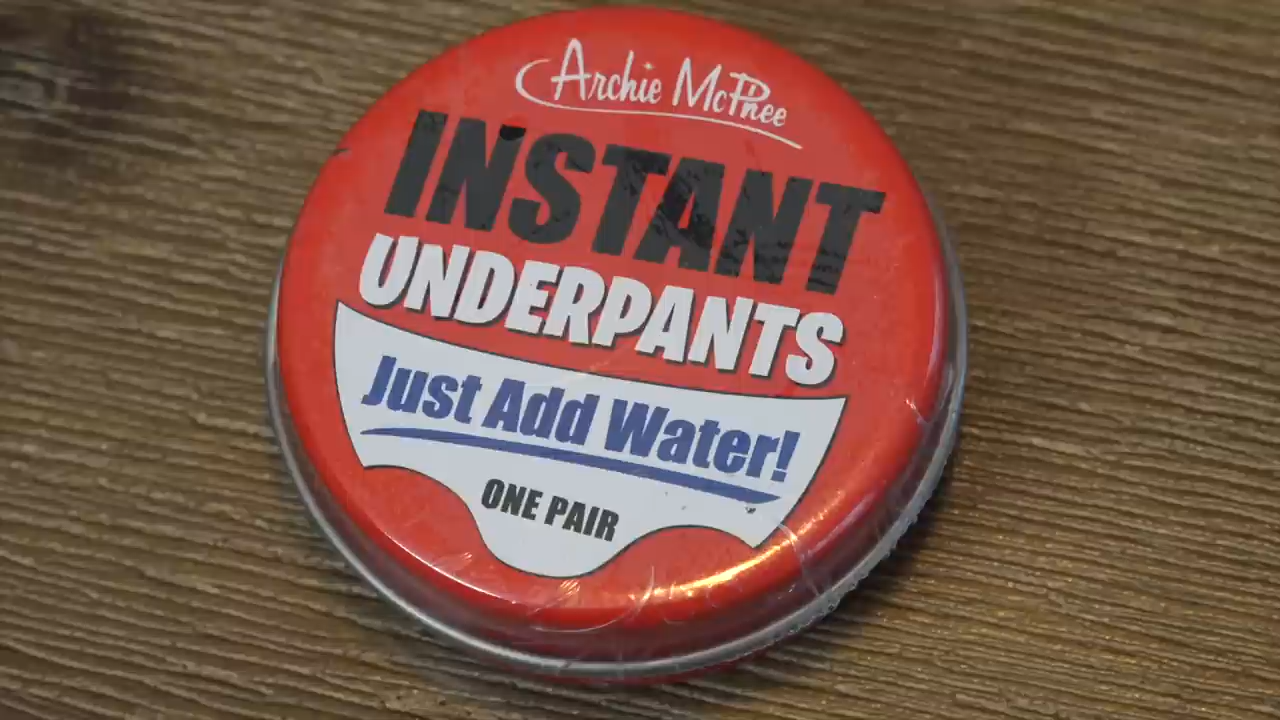 Archie McPhee
INSTANT
UNDERPANTS
Just Add Water!
ONE PAIR